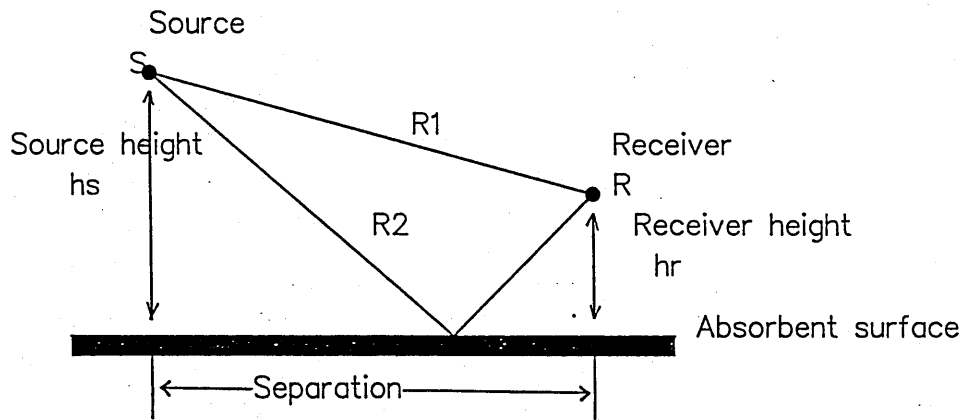 Source
S
R1
Source height
hs
Receiver
R
R2
Receiver height
hr
Absorbent surface
Separation